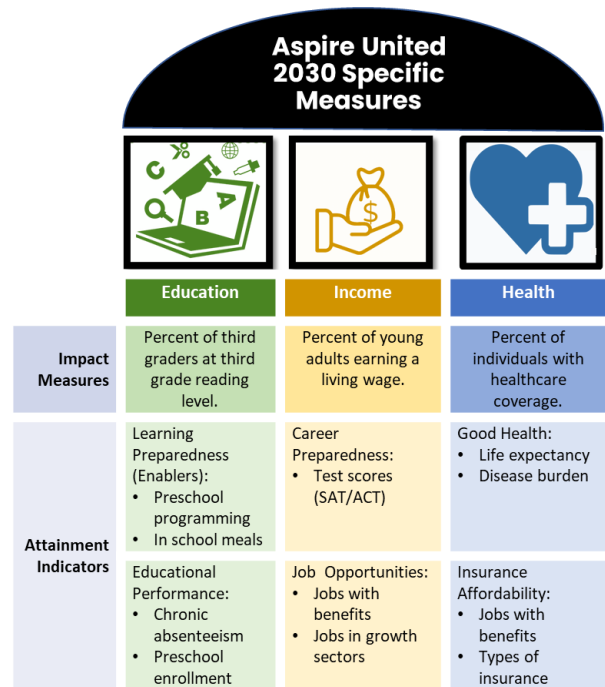 Aspire United
2030 Specific
Measures
C
A
B
$
Education
Income
Health
Impact
Measures
Percent of third
graders at third
grade reading
level.
Percent of young
adults earning a
living wage.
Percent of
individuals with
healthcare
coverage.
Attainment
Indicators
Learning
Preparedness
(Enablers):
• Preschool
programming
• In school meals
Career
Preparedness:
• Test scores
(SAT/ACT)
Good Health:
• Life expectancy
• Disease burden
Educational
Performance:
• Chronic
absenteeism
• Preschool
enrollment
Job Opportunities:
• Jobs with
benefits
• Jobs in growth
sectors
Insurance
Affordability:
• Jobs with
benefits
• Types of
insurance